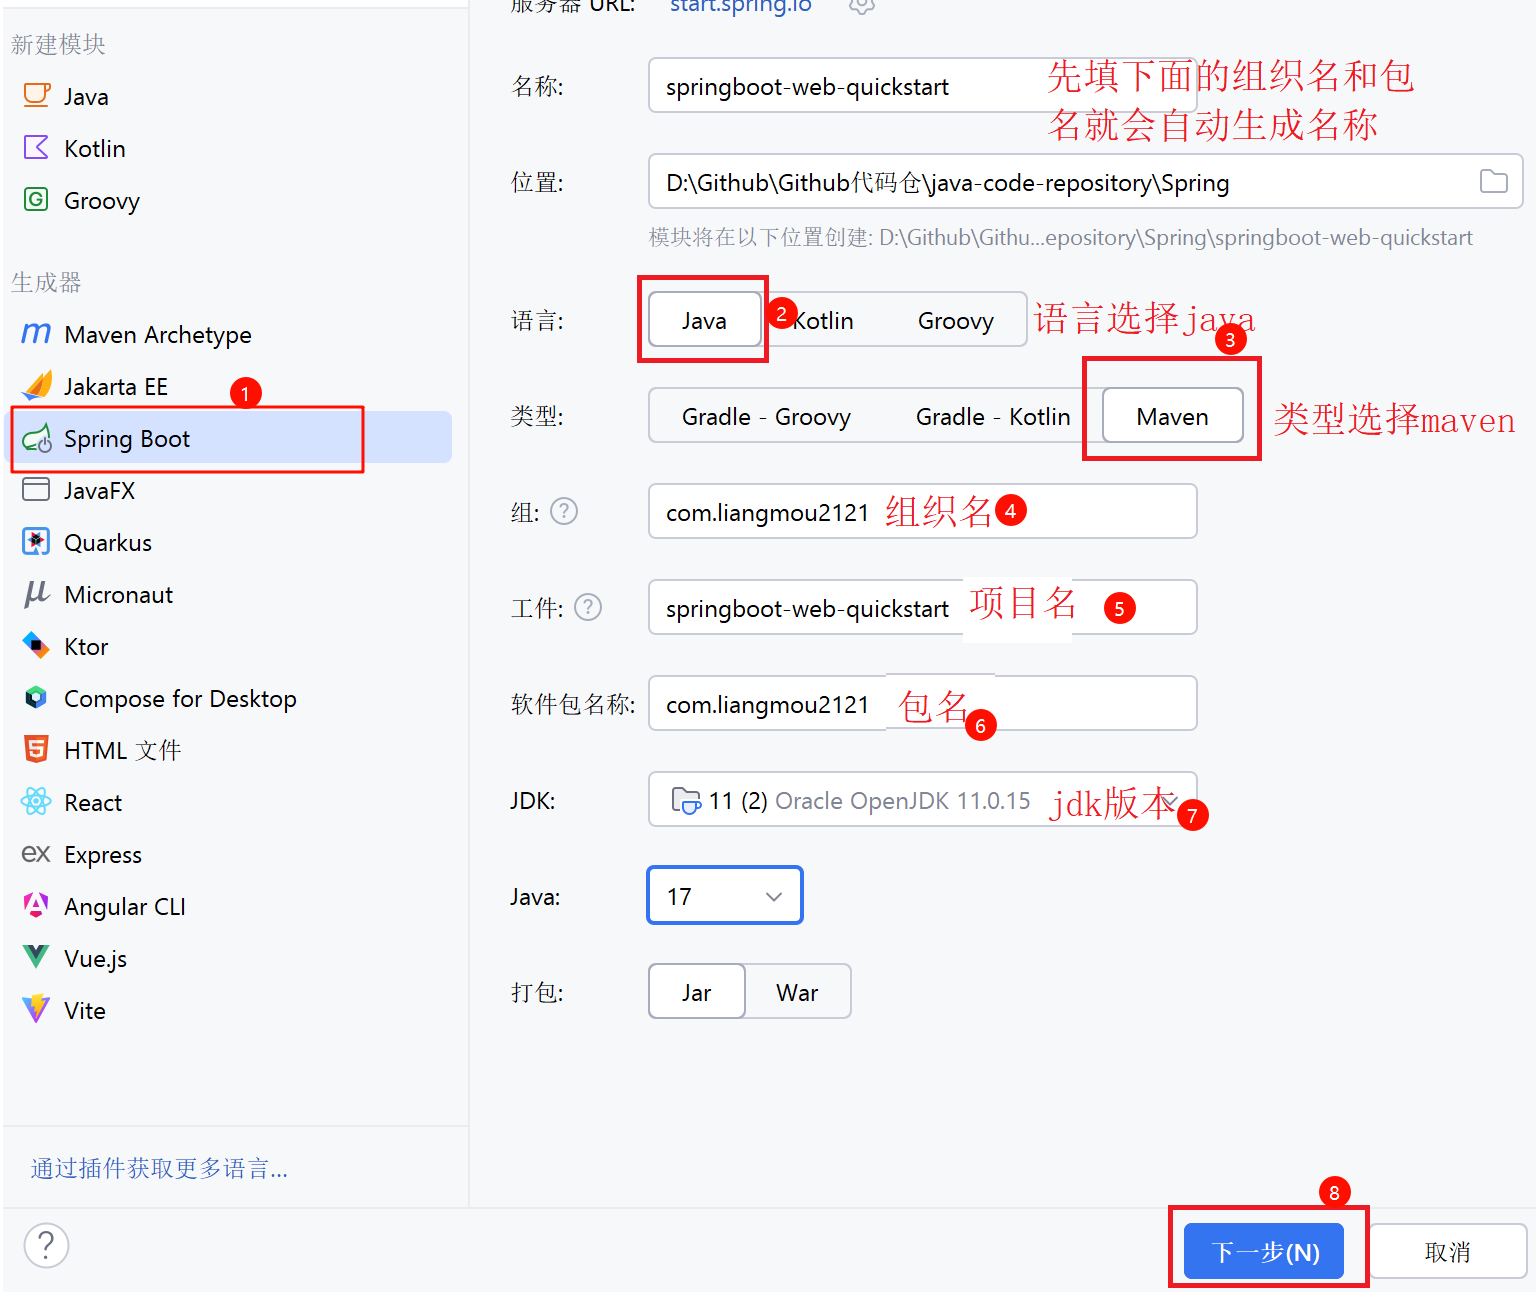 服务器 URL: start.spring.io
新建模块
Java
Kotlin
Groovy
生成器
Maven Archetype
Jakarta EE
1
Spring Boot
JavaFX
Quarkus
Micronaut
Ktor
Compose for Desktop
HTML 文件
React
Express
Angular CLI
Vue.js
Vite
通过插件获取更多语言...
?
名称: springboot-web-quickstart
先填下面的组织名和包
名就会自动生成名称
位置: D:\Github\Github代码仓\java-code-repository\Spring
模块将在以下位置创建: D:\Github\Githu...epository\Spring\springboot-web-quickstart
语言: Java 2 Kotlin Groovy 语言选择java
3
类型: Gradle - Groovy Gradle - Kotlin Maven 类型选择maven
组: ? com.liangmou2121 组织名 4
工件: ? springboot-web-quickstart 项目名 5
软件包名称: com.liangmou2121 包名 6
JDK: 11 (2) Oracle OpenJDK 11.0.15 jdk版本 7
Java: 17
打包: Jar War
8
下一步(N) 取消